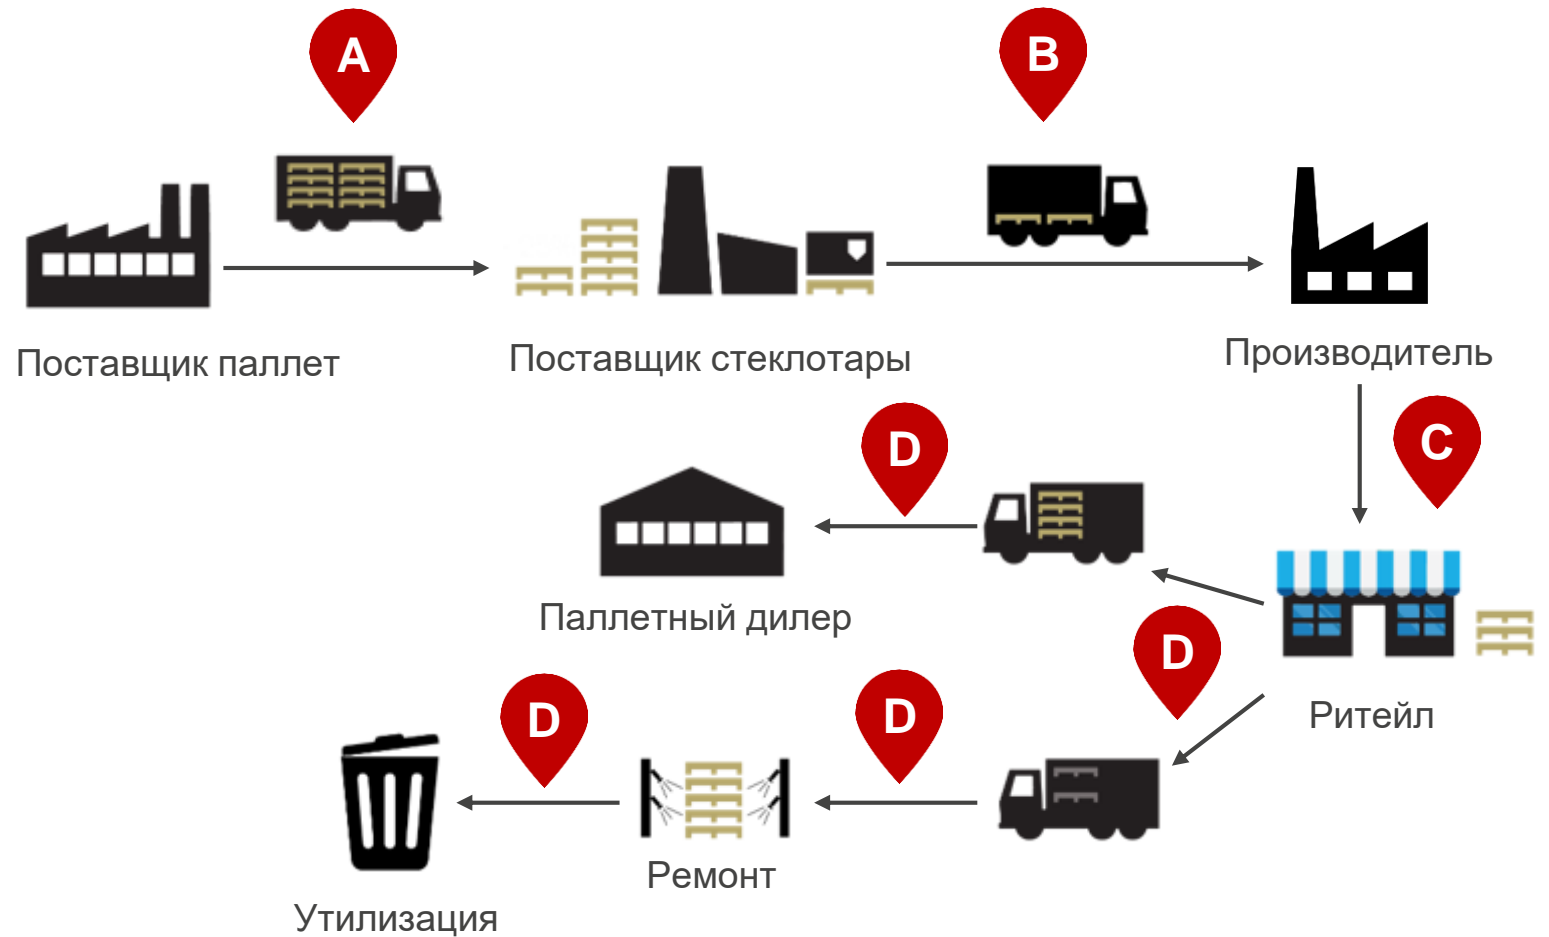 A
B
Поставщик паллет
Поставщик стеклотары
Производитель
D
C
Паллетный дилер
D
Ритейл
D
D
Ремонт
Утилизация